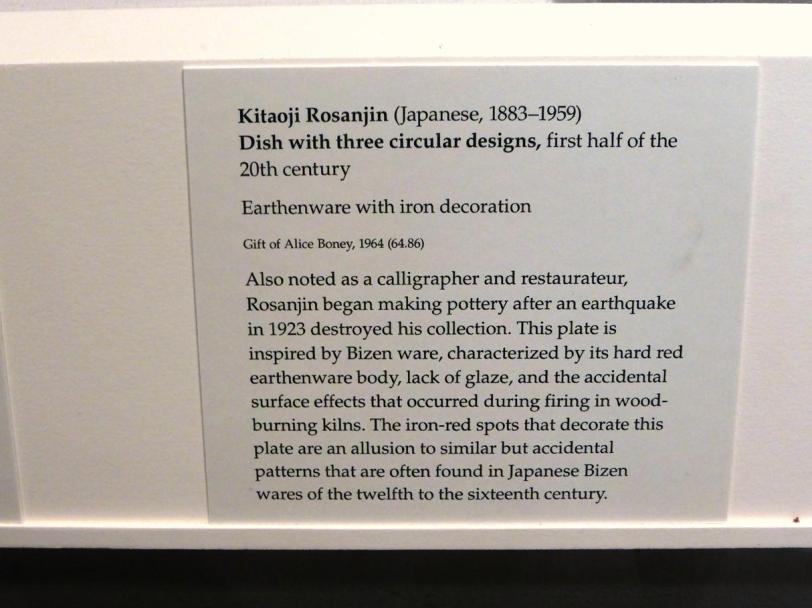 Kitaoji Rosanjin (Japanese, 1883–1959)
Dish with three circular designs, first half of the
20th century
Earthenware with iron decoration
Gift of Alice Boney, 1964 (64.86)
Also noted as a calligrapher and restaurateur,
Rosanjin began making pottery after an earthquake
in 1923 destroyed his collection. This plate is
inspired by Bizen ware, characterized by its hard red
earthenware body, lack of glaze, and the accidental
surface effects that occurred during firing in wood-
burning kilns. The iron-red spots that decorate this
plate are an allusion to similar but accidental
patterns that are often found in Japanese Bizen
wares of the twelfth to the sixteenth century.